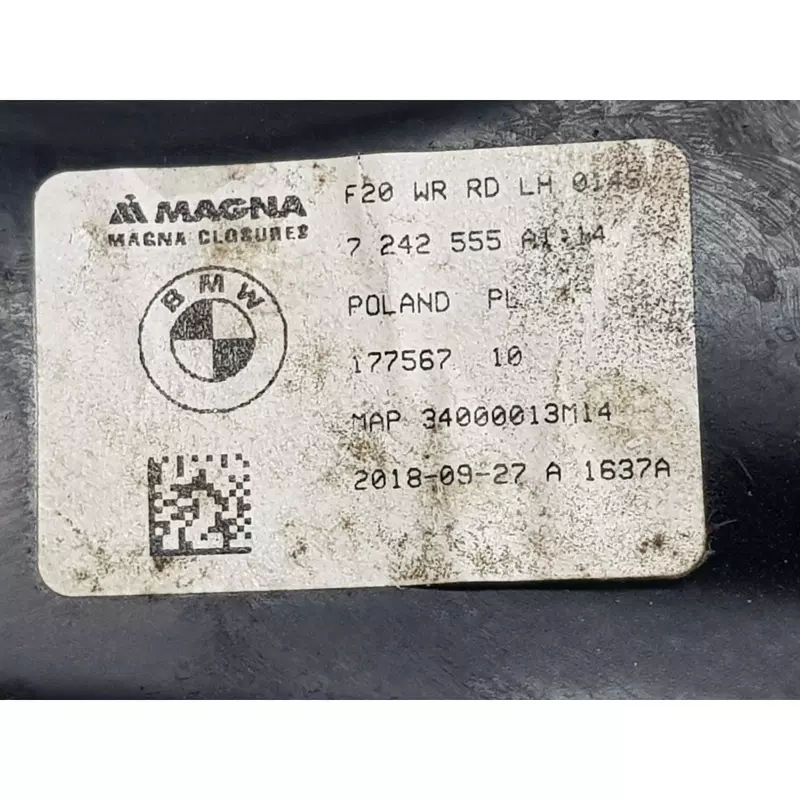 MAGNA
MAGNA CLOSURES
BMW
F20 WR RD LH
7 242 555 AI:14
POLAND PL
177567 10
MAP 34000013M14
2018-09-27 A 1637A